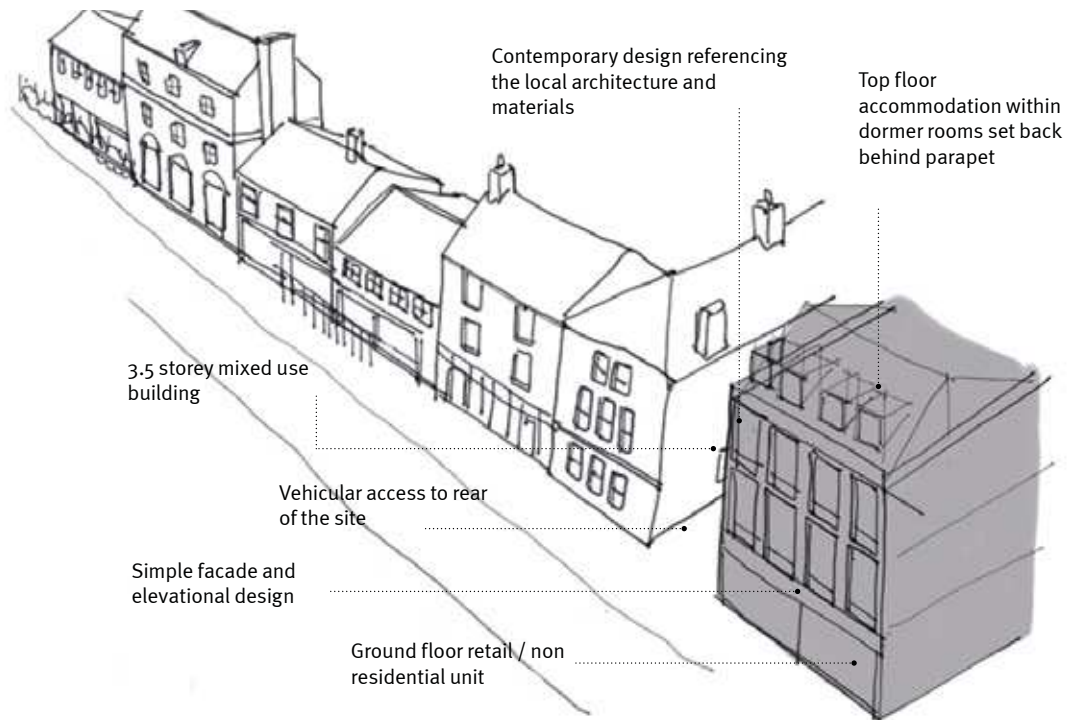 Contemporary design referencing
the local architecture and
materials
Top floor
accommodation within
dormer rooms set back
behind parapet
3.5 storey mixed use
building
Vehicular access to rear
of the site
Simple facade and
elevational design
Ground floor retail / non
residential unit